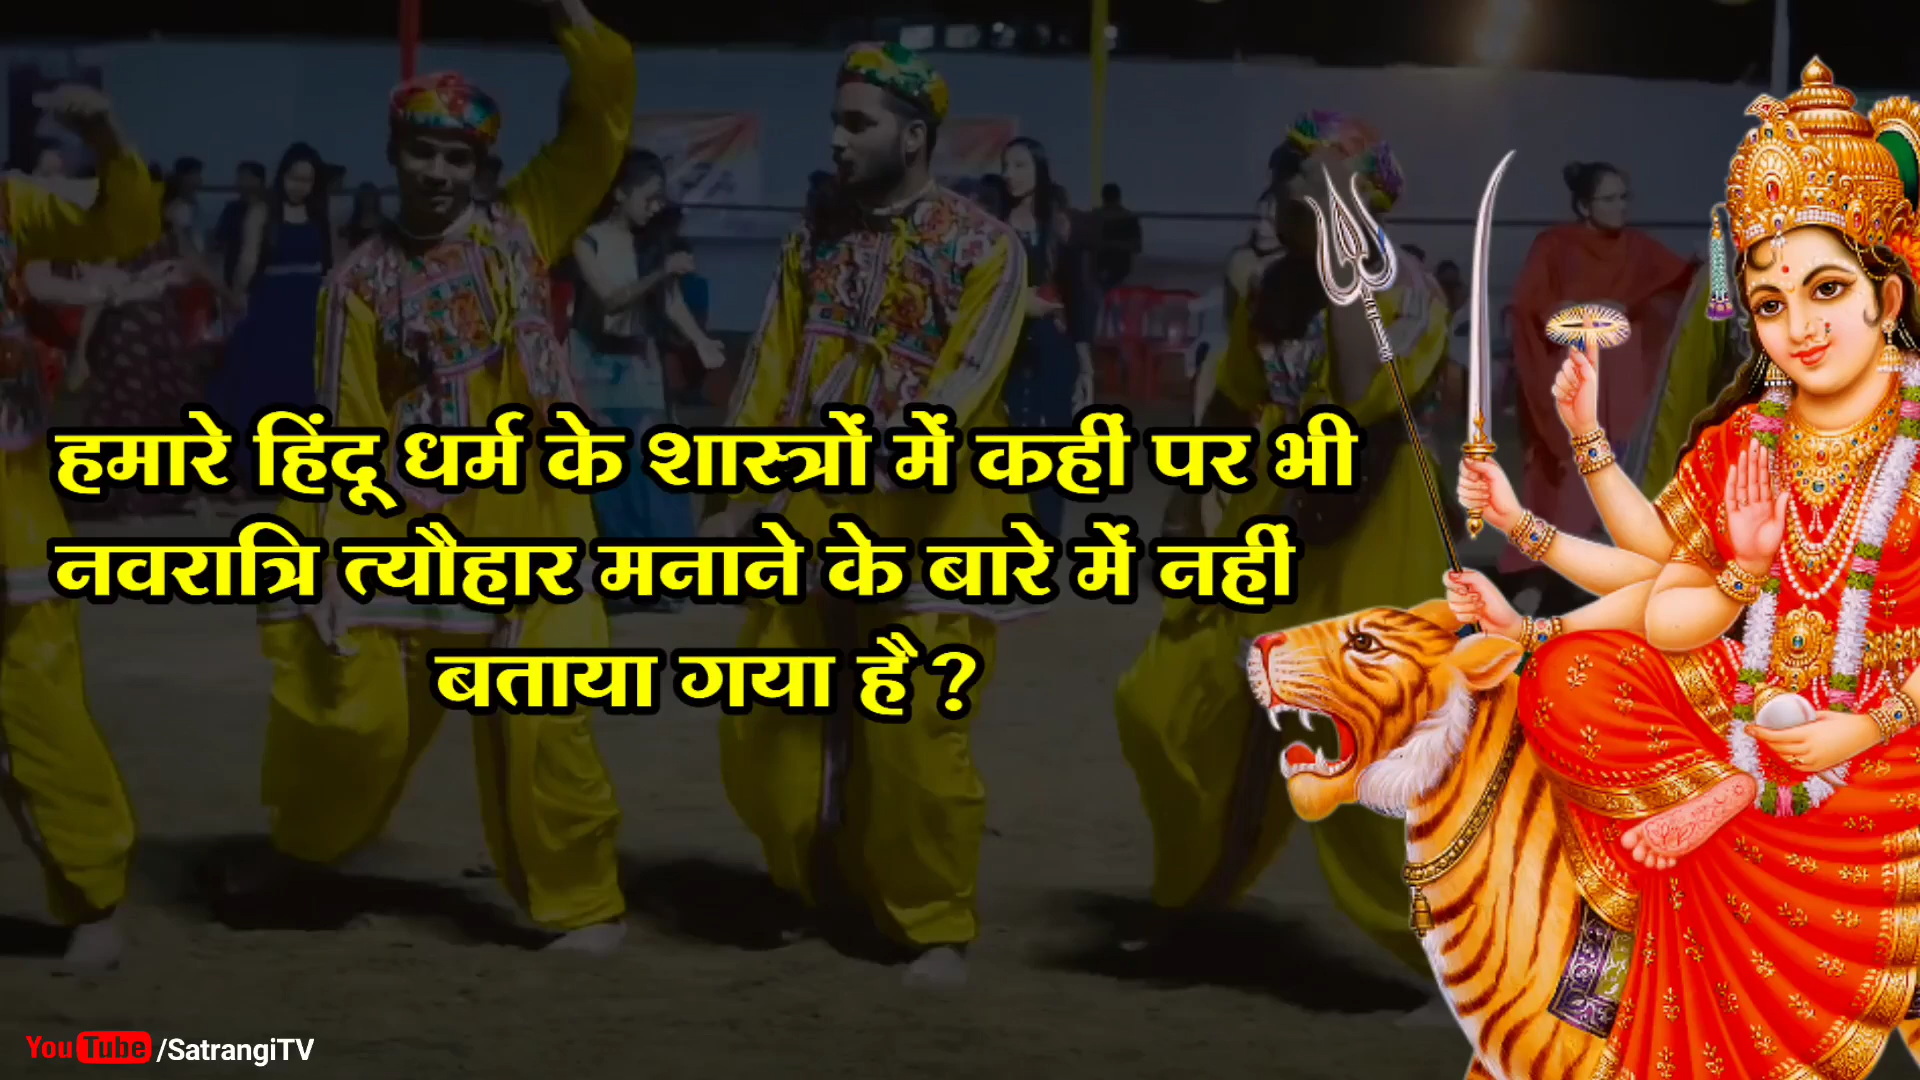 हमारे हिंदू धर्म के शास्त्रों में कहीं पर भी
नवरात्रि त्यौहार मनाने के बारे में नहीं
बताया गया है ?
YouTube /SatrangiTV